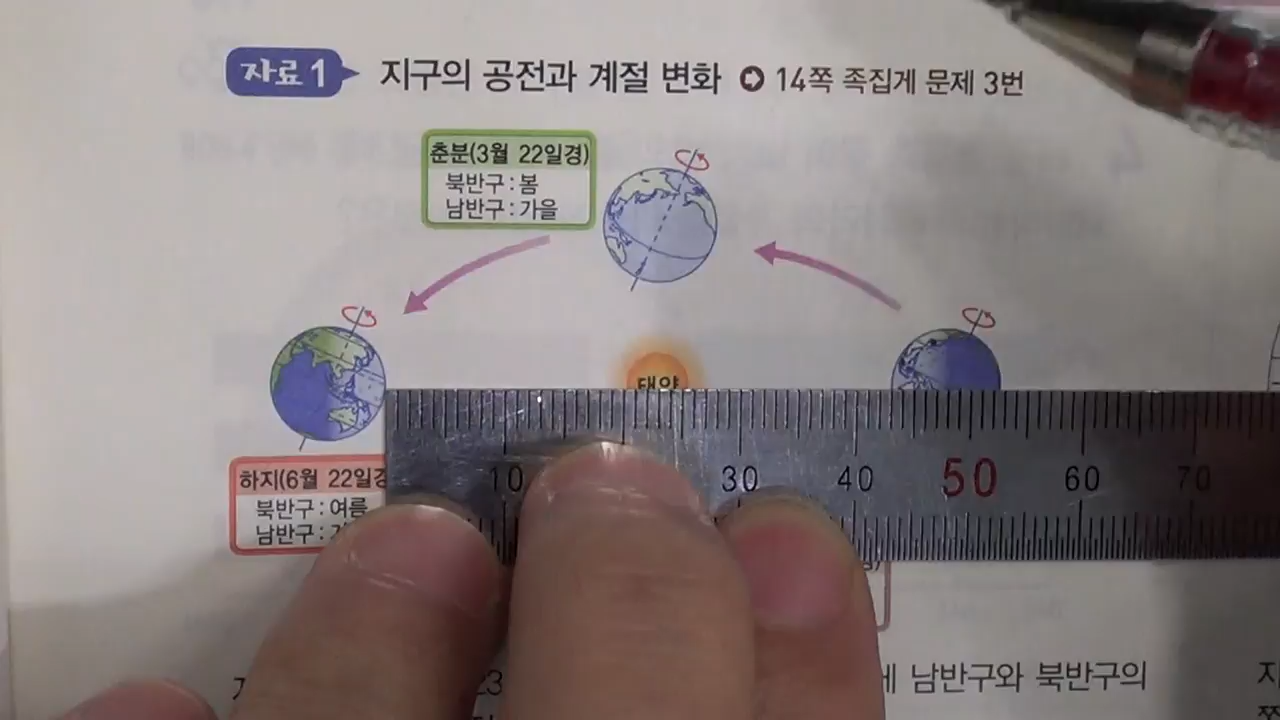 자료 1 지구의 공전과 계절 변화 14쪽 족집게 문제 3번
춘분(3월 22일경)
북반구 : 봄
남반구 : 가을
태양
하지(6월 22일경
북반구 : 여름
남반구 :
10 30 40 50 60 70
23
남반구와 북반구의